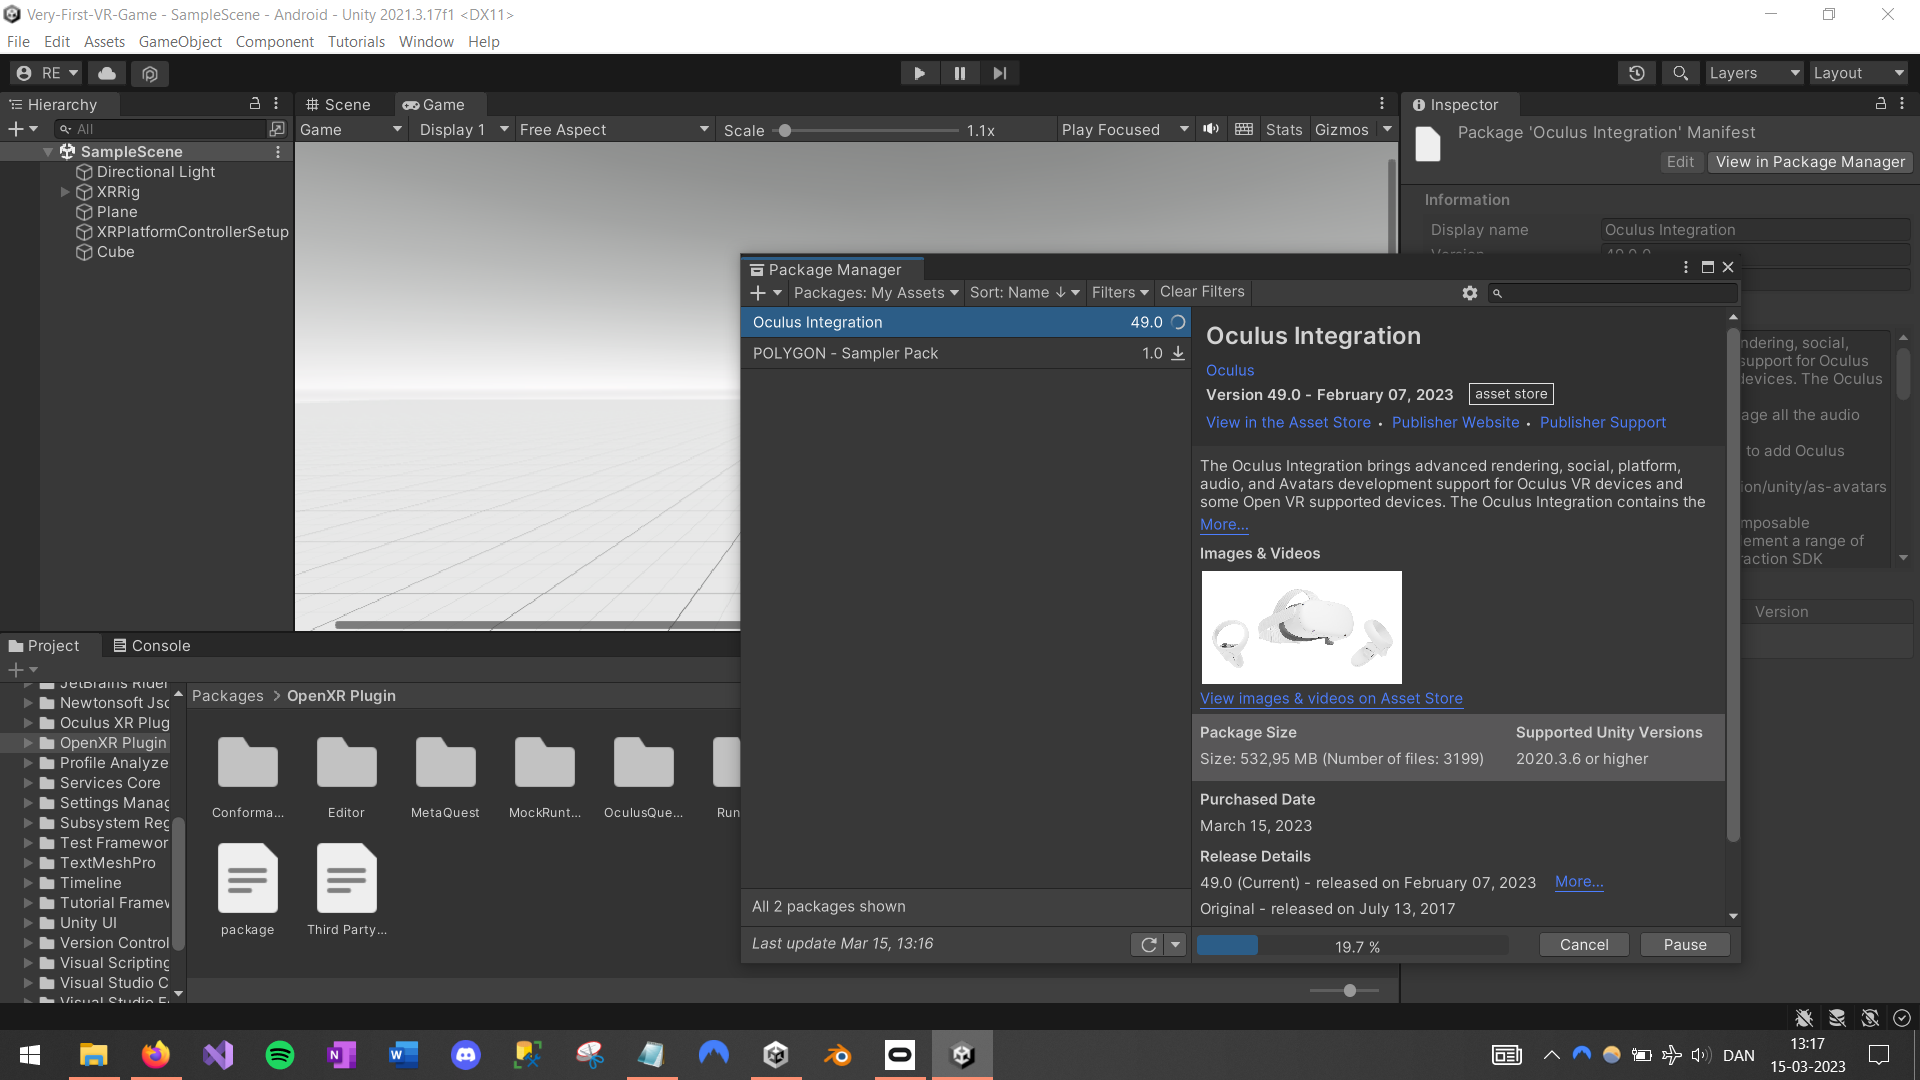 Very-First-VR-Game - SampleScene - Android - Unity 2021.3.17f1 <DX11>
File Edit Assets GameObject Component Tutorials Window Help
RE
Layers
Layout
Hierarchy
All
SampleScene
Directional Light
XRRig
Plane
XRPlatformControllerSetup
Cube
Scene
Game
Game
Display 1
Free Aspect
Scale
1.1x
Play Focused
Stats
Gizmos
Inspector
Package 'Oculus Integration' Manifest
Edit
View in Package Manager
Information
Display name
Oculus Integration
Package Manager
Packages: My Assets
Sort: Name ↓
Filters
Clear Filters
Oculus Integration 49.0
POLYGON - Sampler Pack 1.0
All 2 packages shown
Last update Mar 15, 13:16
Oculus Integration
Oculus
Version 49.0 - February 07, 2023
asset store
View in the Asset Store • Publisher Website • Publisher Support
The Oculus Integration brings advanced rendering, social, platform,
audio, and Avatars development support for Oculus VR devices and
some Open VR supported devices. The Oculus Integration contains the
More...
Images & Videos
View images & videos on Asset Store
Package Size
Supported Unity Versions
Size: 532,95 MB (Number of files: 3199)
2020.3.6 or higher
Purchased Date
March 15, 2023
Release Details
49.0 (Current) - released on February 07, 2023 More...
Original - released on July 13, 2017
19.7 %
Cancel
Pause
ndering, social,
support for Oculus
devices. The Oculus
age all the audio
to add Oculus
ion/unity/as-avatars
mposable
ement a range of
raction SDK
Version
Project
Console
JetBrains Rider
Newtonsoft Jso
Oculus XR Plug
OpenXR Plugin
Profile Analyze
Services Core
Settings Manag
Subsystem Reg
Test Framewor
TextMeshPro
Timeline
Tutorial Framew
Unity UI
Version Control
Visual Scripting
Visual Studio C
Visual Studio E
Packages > OpenXR Plugin
Conforma...
Editor
MetaQuest
MockRunt...
OculusQue...
Run
package
Third Party...
DAN
13:17
15-03-2023